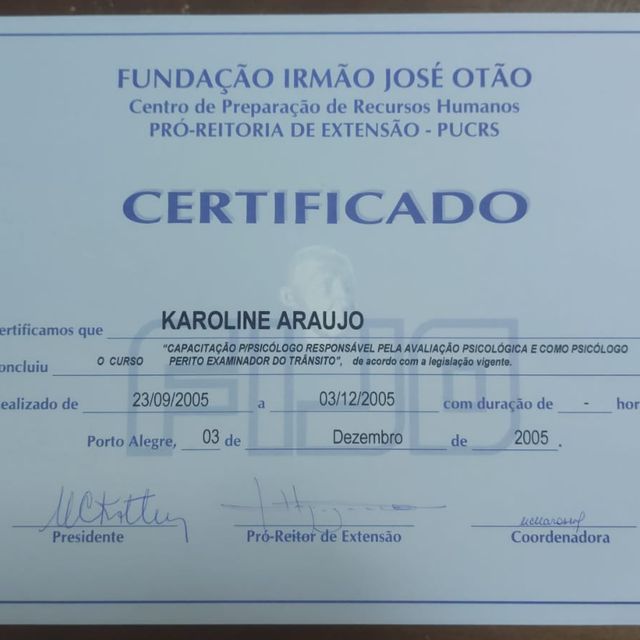 FUNDAÇÃO IRMÃO JOSÉ OTÃO
Centro de Preparação de Recursos Humanos
PRÓ-REITORIA DE EXTENSÃO - PUCRS
CERTIFICADO
ertificamos que KAROLINE ARAUJO
oncluiu O CURSO "CAPACITAÇÃO P/PSICÓLOGO RESPONSÁVEL PELA AVALIAÇÃO PSICOLÓGICA E COMO PSICÓLOGO
PERITO EXAMINADOR DO TRÂNSITO", de acordo com a legislação vigente.
ealizado de 23/09/2005 a 03/12/2005 com duração de - hor
Porto Alegre, 03 de Dezembro de 2005.
Presidente Pró-Reitor de Extensão Coordenadora